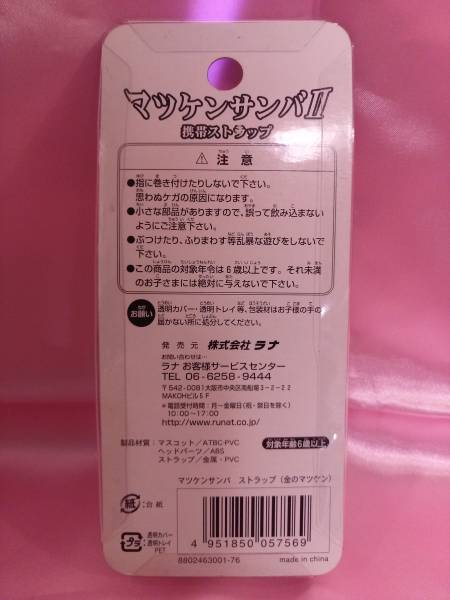 マツケンサンバⅡ
携帯ストラップ
⚠注意
●指に巻き付けたりしないで下さい。
思わぬケガの原因になります。
●小さな部品がありますので、誤って飲み込まない
ようにご注意下さい。
●ぶつけたり、ふりまわす等乱暴な遊びをしないで
下さい。
●この商品の対象年令は6歳以上です。それ未満
のお子さまには絶対に与えないで下さい。
お願い 透明カバー・透明トレイ等、包装材はお子様の手の
届かない所に処分してください。
発売元 株式会社 ラナ
お問い合わせは…
ラナ お客様サービスセンター
TEL 06-6258-9444
〒542-0081大阪市中央区南船場3-2-22
MAKOHビル5F
*電話受付時間:月〜金曜日(祝・祭日を除く)
10:00〜17:00
http://www.runat.co.jp/
製品材質:マスコット/ATBC-PVC
ヘッドパーツ/ABS
ストラップ/金属・PVC
対象年齢6歳以上
マツケンサンバ ストラップ(金のマツケン)
紙:台紙
プラ:透明カバー
透明トレイ
PET
4 951850 057569
8802463001-76
made in china